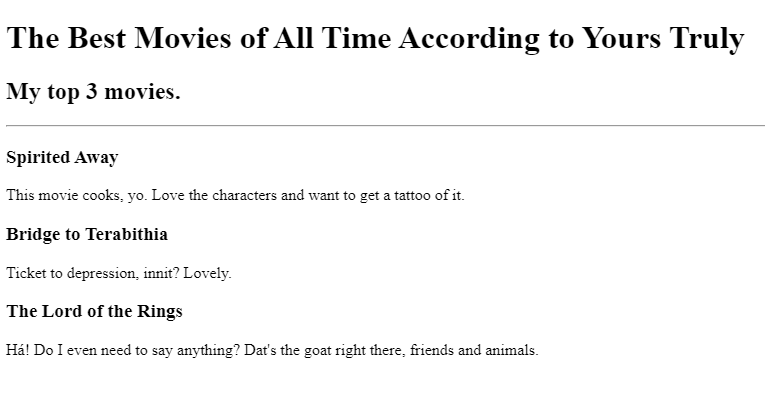 The Best Movies of All Time According to Yours Truly
My top 3 movies.
Spirited Away
This movie cooks, yo. Love the characters and want to get a tattoo of it.
Bridge to Terabithia
Ticket to depression, innit? Lovely.
The Lord of the Rings
Há! Do I even need to say anything? Dat's the goat right there, friends and animals.